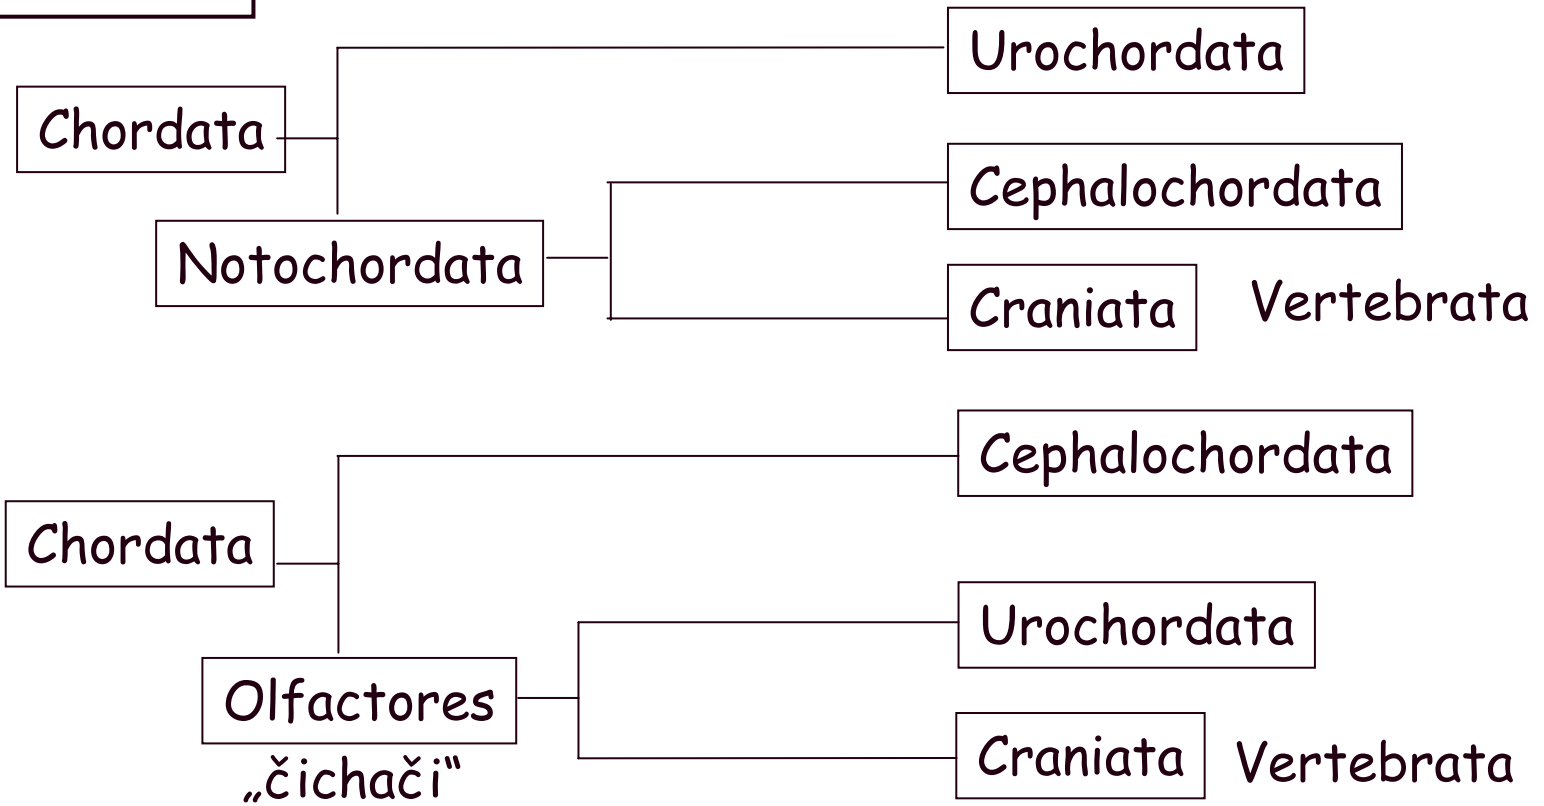 Urochordata
Chordata
Cephalochordata
Notochordata
Craniata Vertebrata
Cephalochordata
Chordata
Urochordata
Olfactores
„čichači“
Craniata Vertebrata